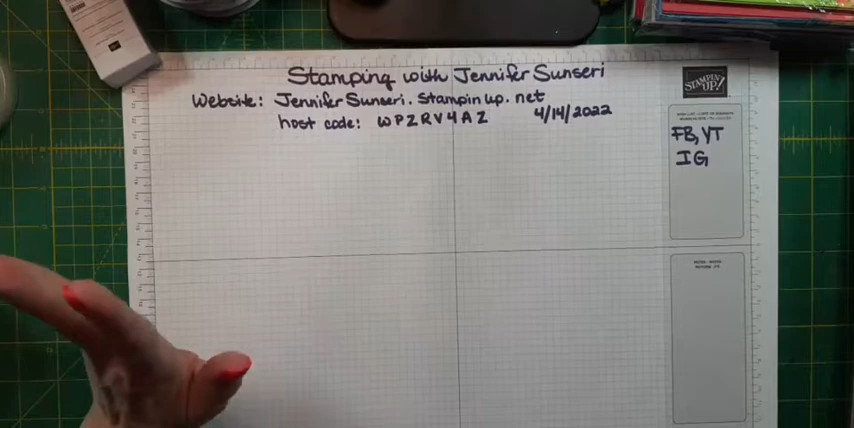 Stamping with Jennifer Sunseri
Website: JenniferSunseri.Stampinup.net
host code: WPZRV4AZ 4/14/2022
STAMPIN' UP!
FB, YT
IG